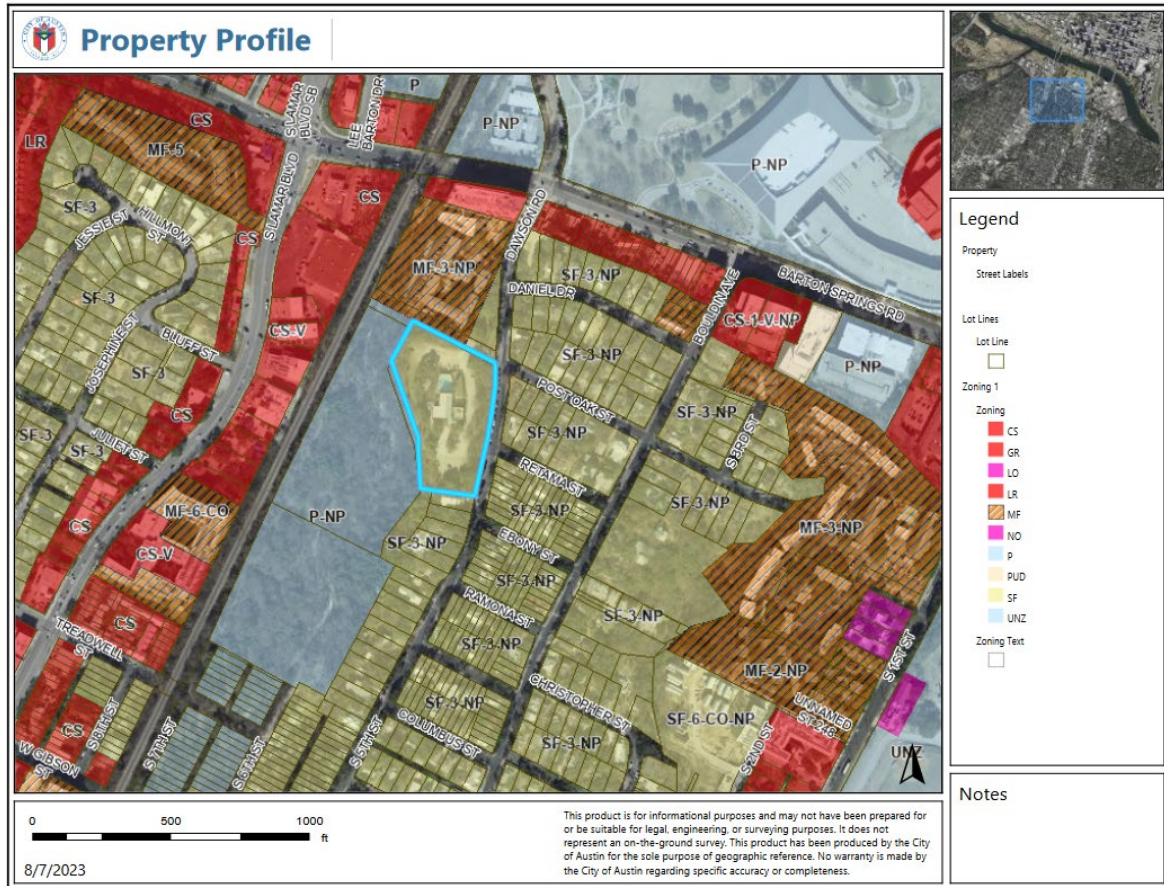 Property Profile
P
CS
S LAMAR
BLVD SB
LEE
BARTON DR
P-NP
LR
MF-5
S LAMAR BLVD
CS
P-NP
SF-3
HILLMONT
ST
JESSIE ST
CS
DAWSON RD
MF-3-NP
SF-3-NP
BARTON SPRINGS RD
DANIEL DR
BOULDIN AVE
SF-3
JOSEPHINE ST
CS-V
CS-1-V-NP
BLUFF ST
SF-3
SF-3-NP
P-NP
POST OAK ST
CS
SF-3-NP
S 3RD ST
SF-3
SF-3
JULIET ST
SF-3-NP
RETAMA ST
CS
MF-6-CO
P-NP
SF-3-NP
SF-3-NP
SF-3-NP
MF-3-NP
EBONY ST
CS-V
SF-3-NP
RAMONA ST
SF-3-NP
CS
TREADWELL
ST
SF-3-NP
MF-2-NP
S 1ST ST
CHRISTOPHER ST
SF-3-NP
SF-6-CO-NP
UNNAMED
ST-246
CS
S 8TH ST
S 7TH ST
S 6TH ST
S 5TH ST
COLUMBUS ST
SF-3-NP
S 2ND ST
W GIBSON
ST
UNZ
Legend
Property
Street Labels
Lot Lines
Lot Line
Zoning 1
Zoning
CS
GR
LO
LR
MF
NO
P
PUD
SF
UNZ
Zoning Text
Notes
0 500 1000
ft
8/7/2023
This product is for informational purposes and may not have been prepared for
or be suitable for legal, engineering, or surveying purposes. It does not
represent an on-the-ground survey. This product has been produced by the City
of Austin for the sole purpose of geographic reference. No warranty is made by
the City of Austin regarding specific accuracy or completeness.